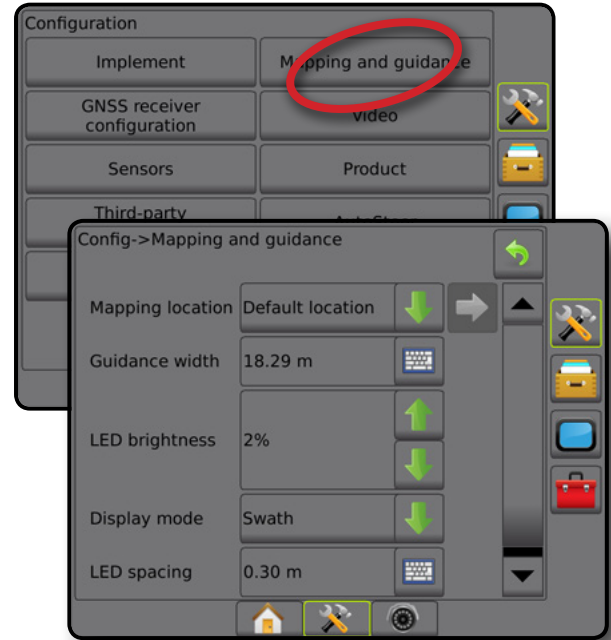 Configuration
Implement
Mapping and guidance
GNSS receiver
configuration
Video
Sensors
Product
Third-party
Config->Mapping and guidance
Mapping location
Default location
Guidance width
18.29 m
LED brightness
2%
Display mode
Swath
LED spacing
0.30 m